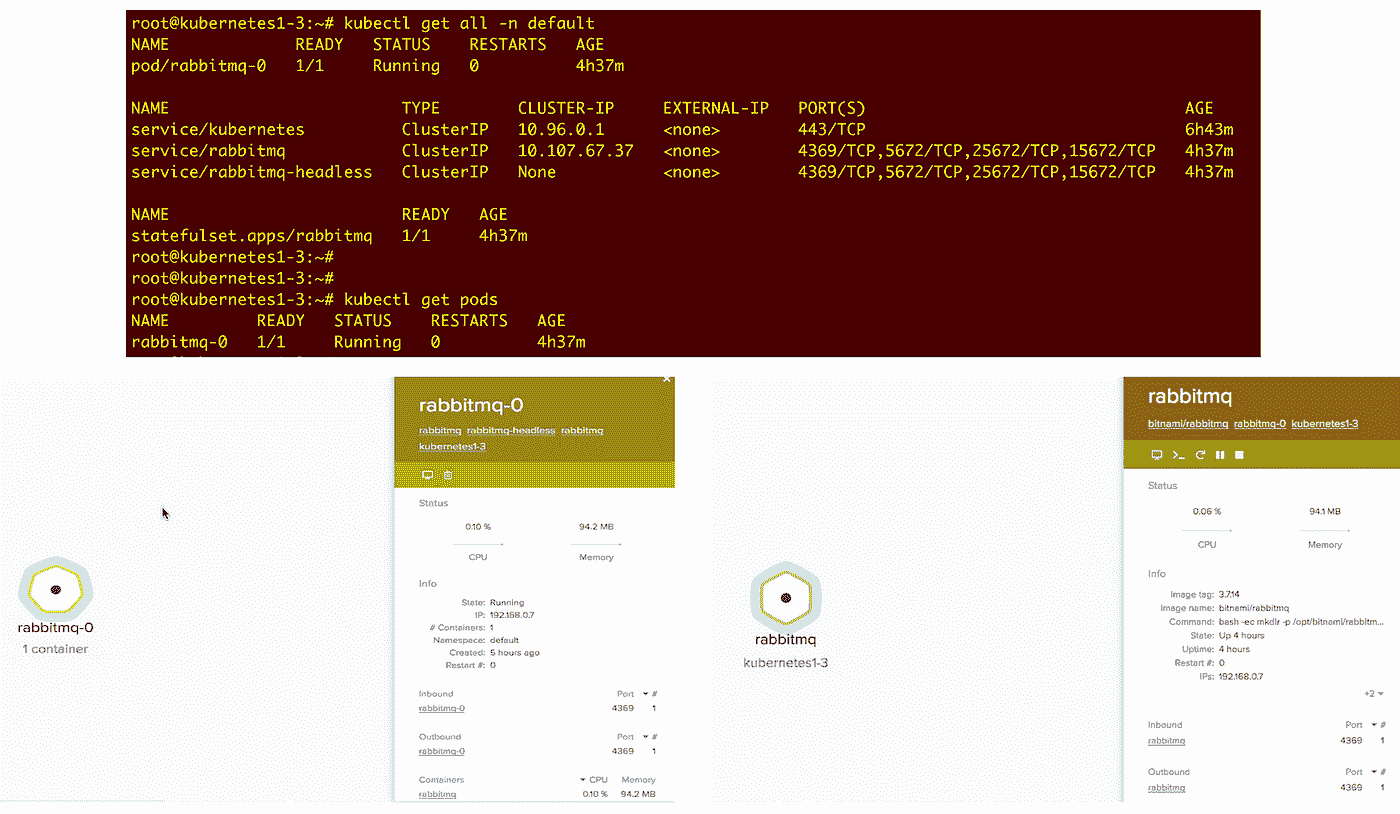 root@kubernetes1-3:~# kubectl get all -n default
NAME READY STATUS RESTARTS AGE
pod/rabbitmq-0 1/1 Running 0 4h37m
NAME TYPE CLUSTER-IP EXTERNAL-IP PORT(S) AGE
service/kubernetes ClusterIP 10.96.0.1 <none> 443/TCP 6h43m
service/rabbitmq ClusterIP 10.107.67.37 <none> 4369/TCP,5672/TCP,25672/TCP,15672/TCP 4h37m
service/rabbitmq-headless ClusterIP None <none> 4369/TCP,5672/TCP,25672/TCP,15672/TCP 4h37m
NAME READY AGE
statefulset.apps/rabbitmq 1/1 4h37m
root@kubernetes1-3:~#
root@kubernetes1-3:~#
root@kubernetes1-3:~# kubectl get pods
NAME READY STATUS RESTARTS AGE
rabbitmq-0 1/1 Running 0 4h37m
rabbitmq-0
1 container
rabbitmq-0
rabbitmq rabbitmq-headless rabbitmq
kubernetes1-3
Status
0.10 % 94.2 MB
CPU Memory
Info
State: Running
IP: 192.168.0.7
# Containers: 1
Namespace: default
Created: 5 hours ago
Restart #: 0
Inbound Port #
rabbitmq-0 4369 1
Outbound Port #
rabbitmq-0 4369 1
Containers CPU Memory
rabbitmq 0.10 % 94.2 MB
rabbitmq
kubernetes1-3
rabbitmq
bitnami/rabbitmq rabbitmq-0 kubernetes1-3
Status
0.06 % 94.1 MB
CPU Memory
Info
Image tag: 3.7.14
Image name: bitnami/rabbitmq
Command: bash -ec mkdir -p /opt/bitnami/rabbitm...
State: Up 4 hours
Uptime: 4 hours
Restart #: 0
IPs: 192.168.0.7
+2
Inbound Port #
rabbitmq 4369 1
Outbound Port #
rabbitmq 4369 1